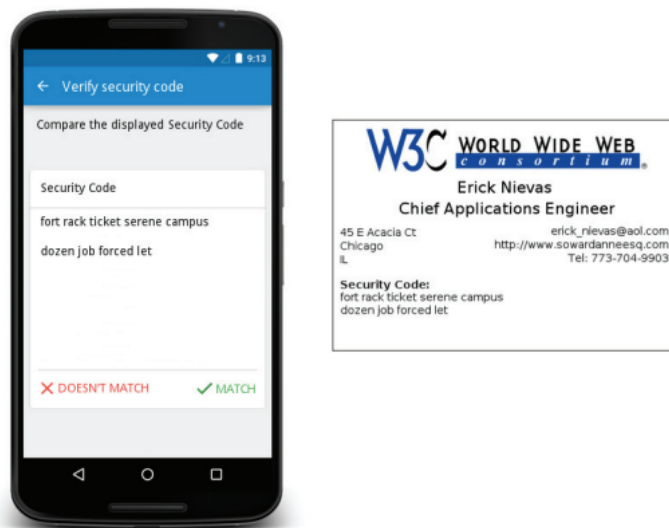 9:13
Verify security code
Compare the displayed Security Code
Security Code
fort rack ticket serene campus
dozen job forced let
DOESN'T MATCH
MATCH
W3C WORLD WIDE WEB
consortium®
Erick Nievas
Chief Applications Engineer
45 E Acacia Ct
Chicago
IL
erick_nievas@aol.com
http://www.sowardanneesq.com
Tel: 773-704-9903
Security Code:
fort rack ticket serene campus
dozen job forced let